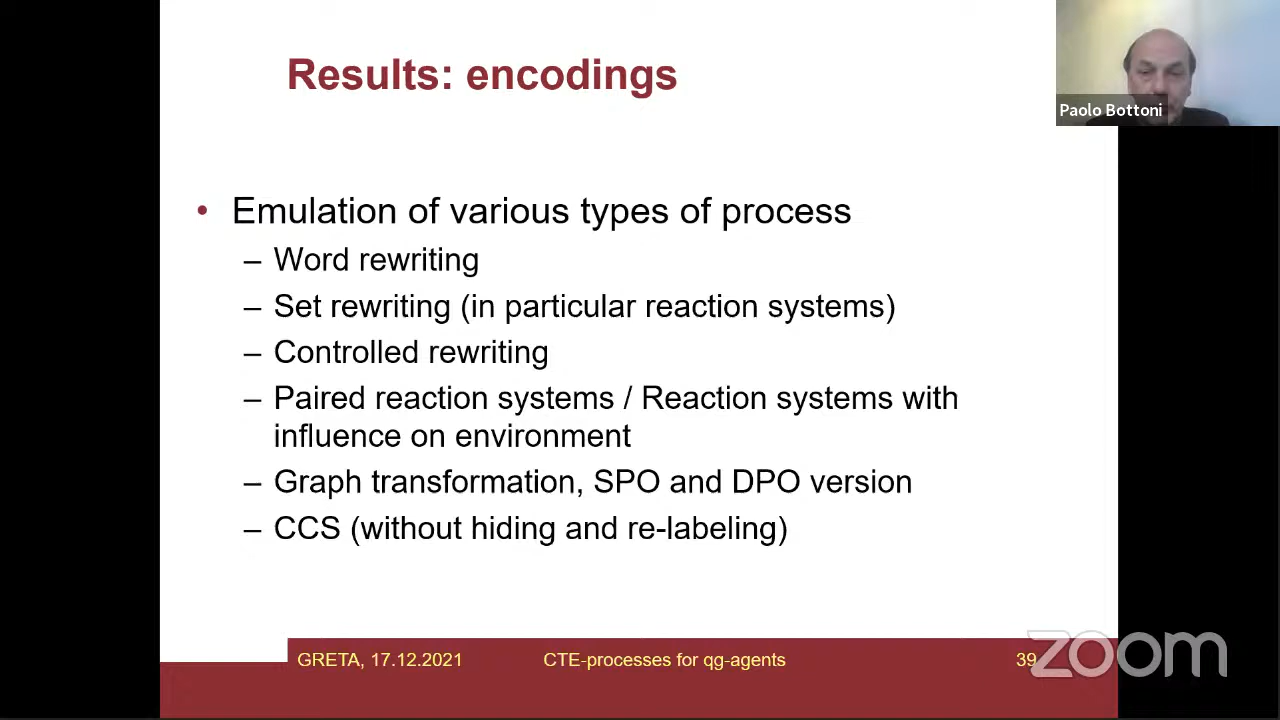 Results: encodings
Paolo Bottoni
• Emulation of various types of process
– Word rewriting
– Set rewriting (in particular reaction systems)
– Controlled rewriting
– Paired reaction systems / Reaction systems with
influence on environment
– Graph transformation, SPO and DPO version
– CCS (without hiding and re-labeling)
GRETA, 17.12.2021 CTE-processes for qg-agents 39
zoom